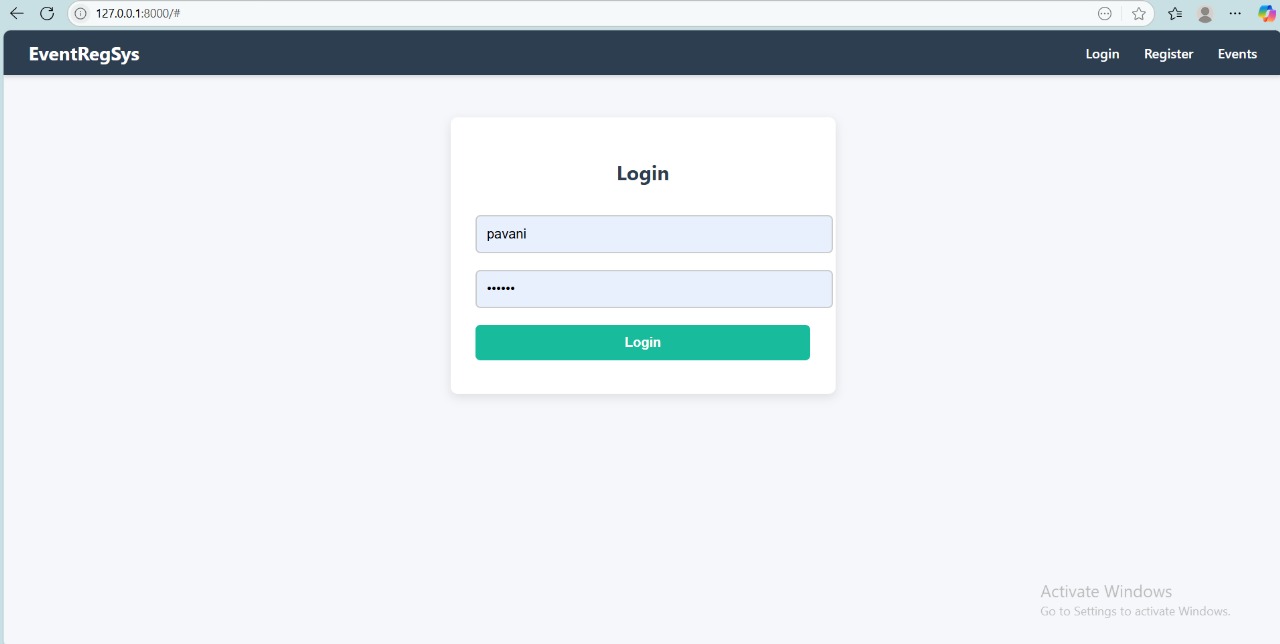 127.0.0.1:8000/#
EventRegSys
Login Register Events
Login
pavani
••••••
Login
Activate Windows
Go to Settings to activate Windows.